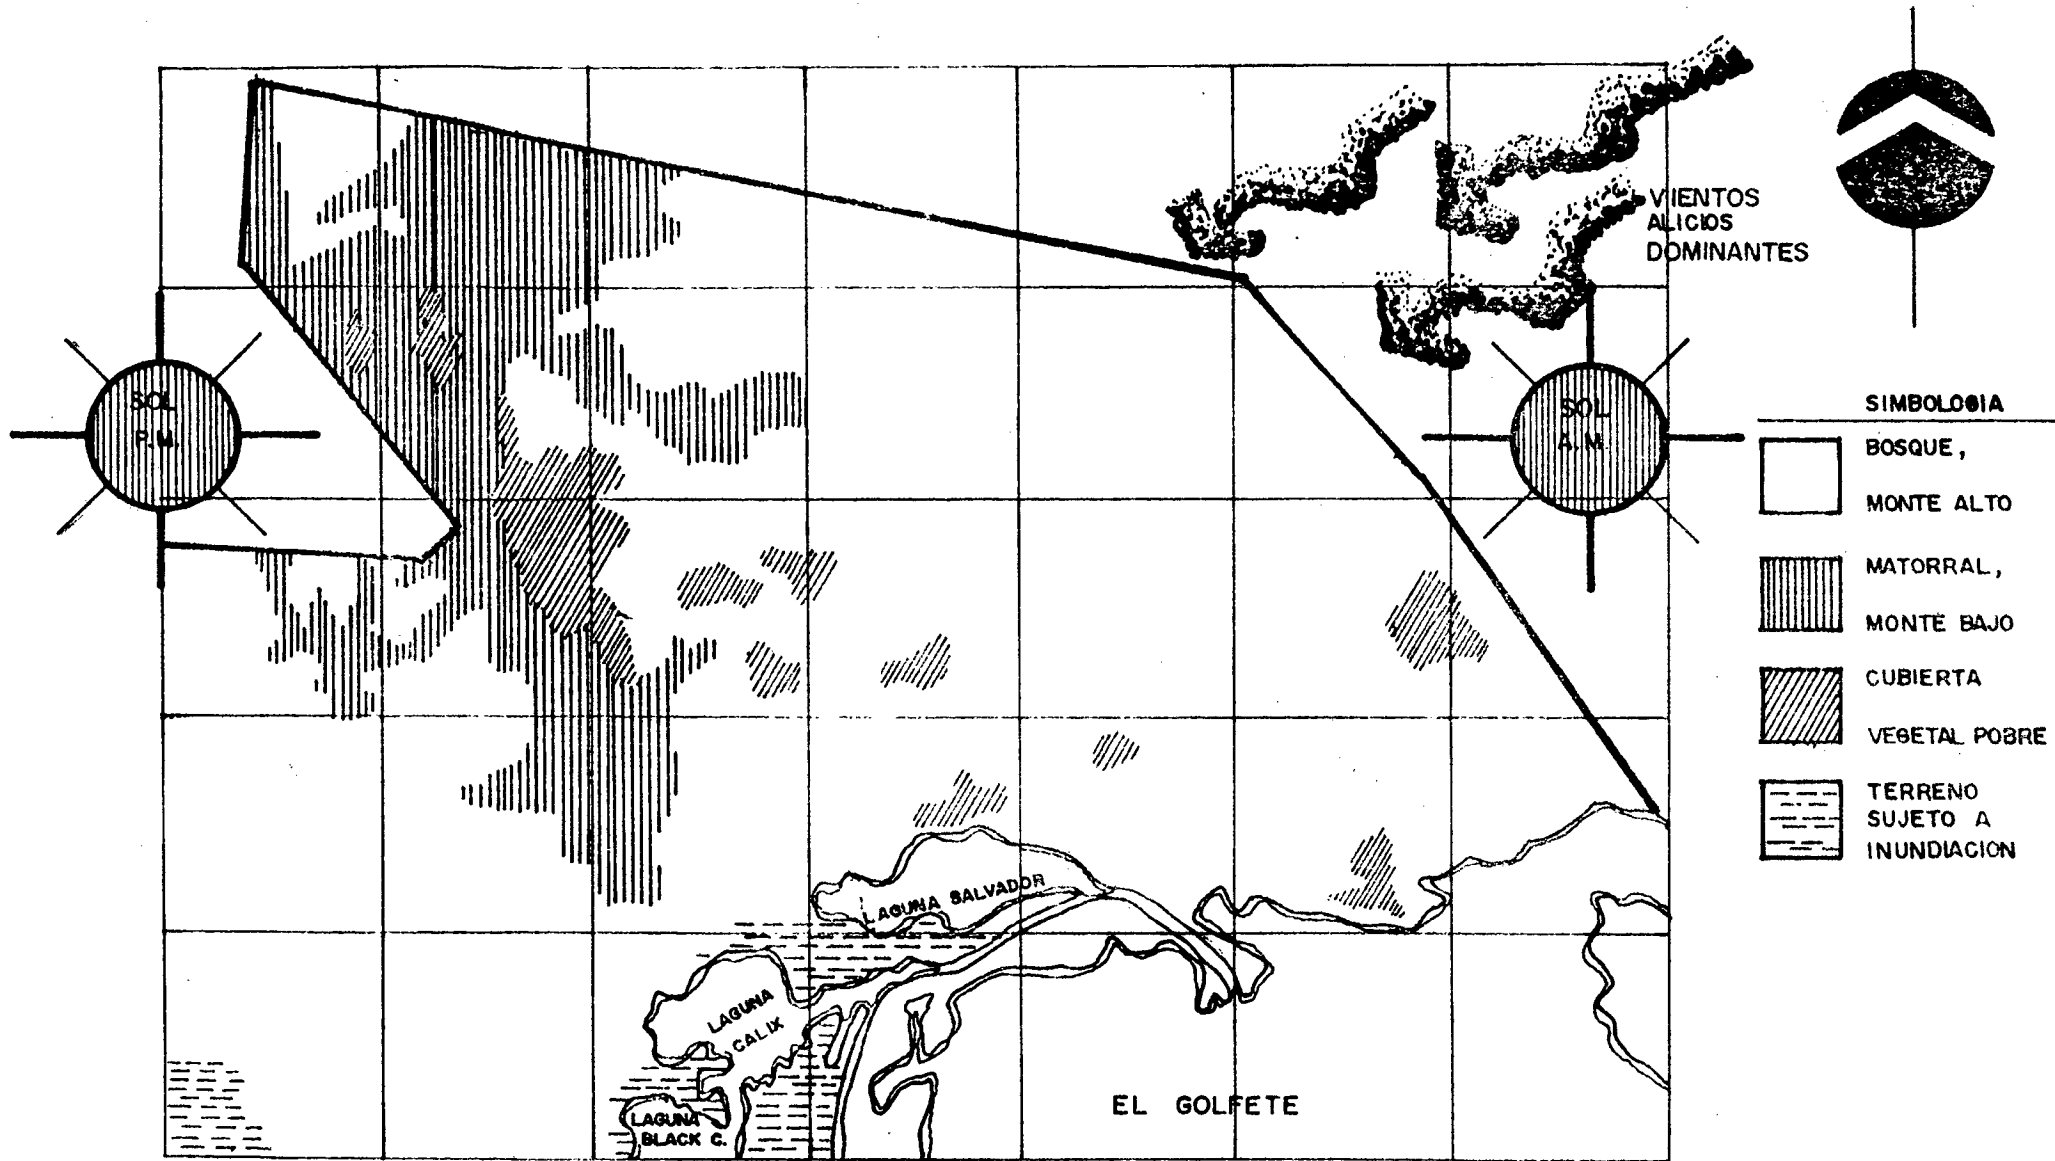 VIENTOS
ALICIOS
DOMINANTES
SOL
P.M.
SOL
A.M.
SIMBOLOGIA
BOSQUE,
MONTE ALTO
MATORRAL,
MONTE BAJO
CUBIERTA
VEGETAL POBRE
TERRENO
SUJETO A
INUNDIACION
LAGUNA SALVADOR
LAGUNA
CALIX
LAGUNA
BLACK C.
EL GOLFETE